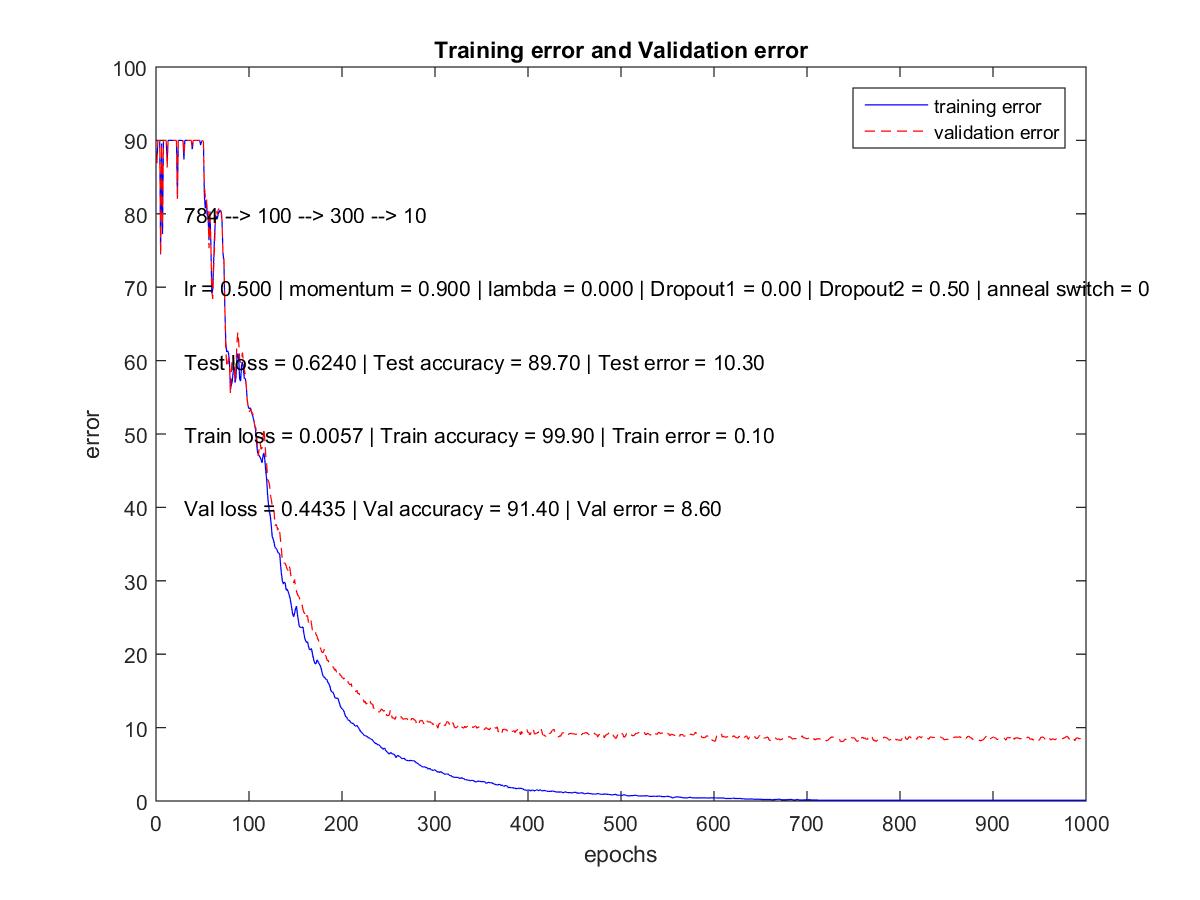 Training error and Validation error
100
training error
validation error
90
80
784 --> 100 --> 300 --> 10
70
lr = 0.500 | momentum = 0.900 | lambda = 0.000 | Dropout1 = 0.00 | Dropout2 = 0.50 | anneal switch = 0
60
Test loss = 0.6240 | Test accuracy = 89.70 | Test error = 10.30
50
Train loss = 0.0057 | Train accuracy = 99.90 | Train error = 0.10
error
40
Val loss = 0.4435 | Val accuracy = 91.40 | Val error = 8.60
30
20
10
0
0 100 200 300 400 500 600 700 800 900 1000
epochs